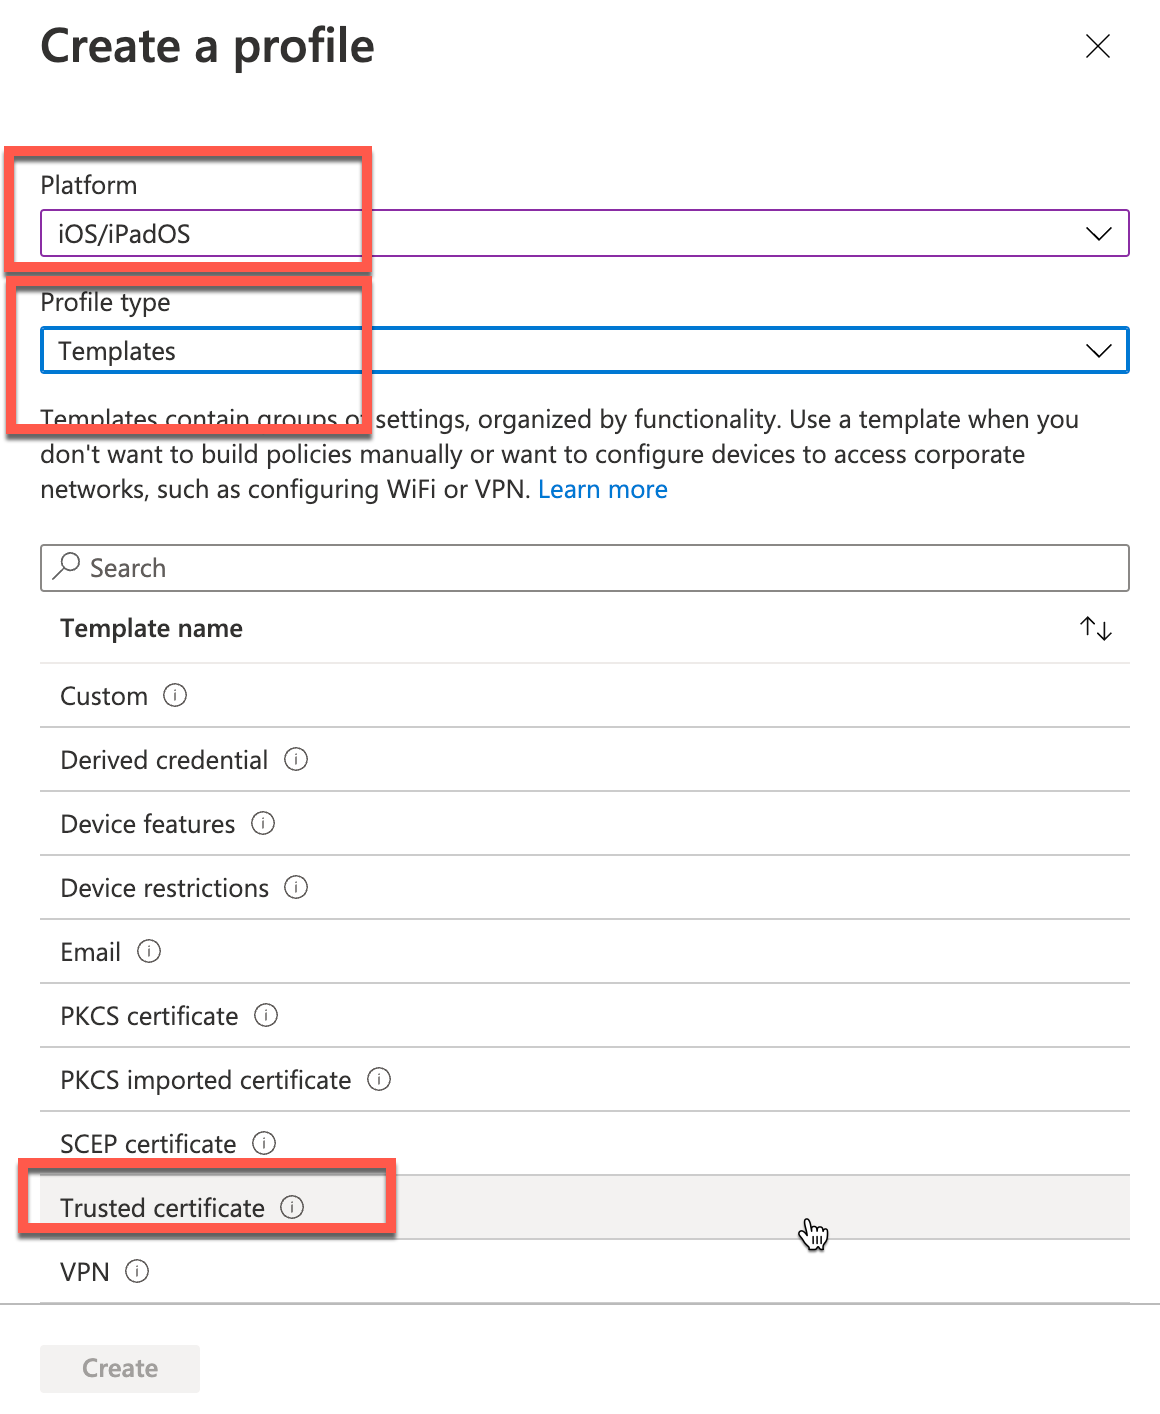 Create a profile
Platform
iOS/iPadOS
Profile type
Templates
Templates contain groups of settings, organized by functionality. Use a template when you
don't want to build policies manually or want to configure devices to access corporate
networks, such as configuring WiFi or VPN. Learn more
Search
Template name
Custom
Derived credential
Device features
Device restrictions
Email
PKCS certificate
PKCS imported certificate
SCEP certificate
Trusted certificate
VPN
Create